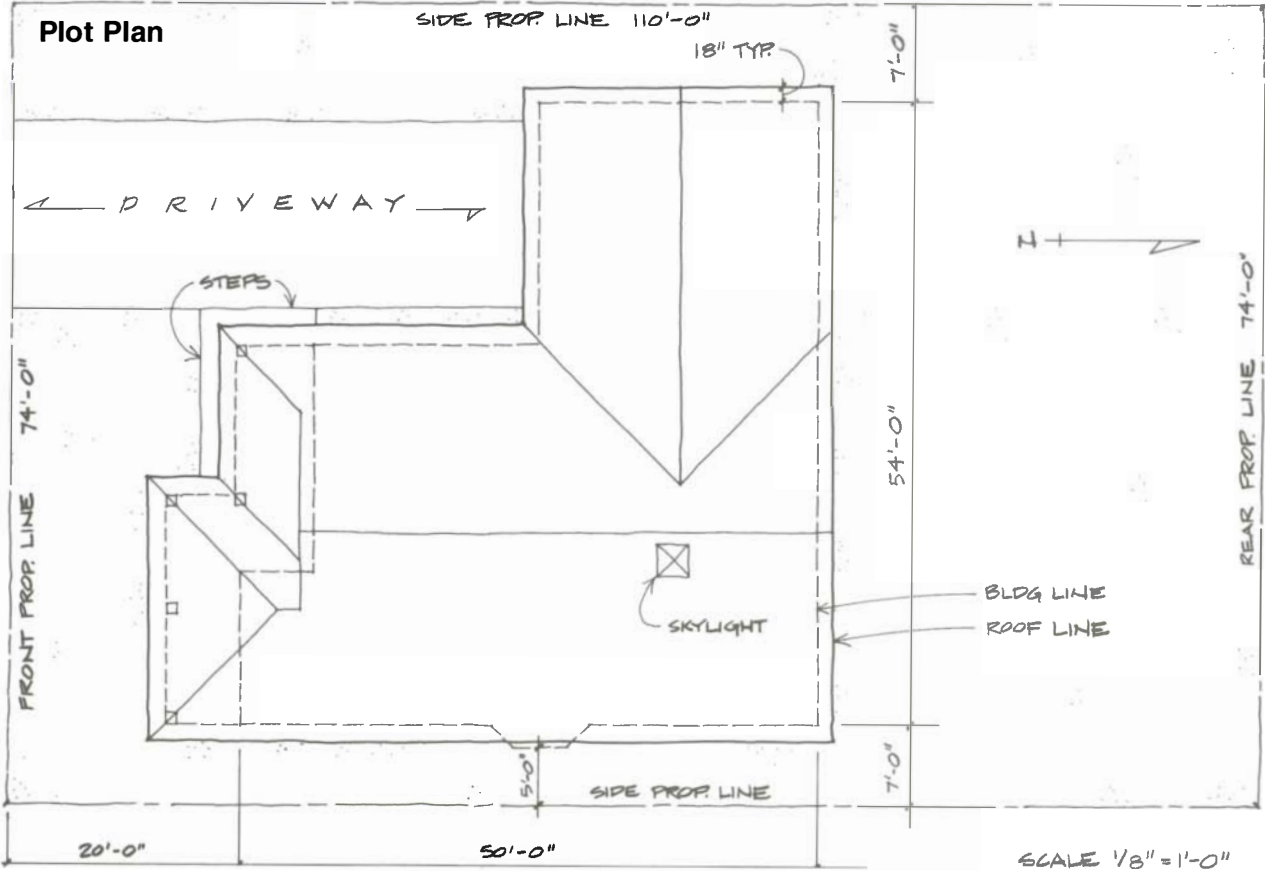 Plot Plan
SIDE PROP. LINE 110'-0"
18" TYP.
7'-0"
DRIVEWAY
N
STEPS
FRONT PROP. LINE 74'-0"
54'-0"
REAR PROP. LINE 74'-0"
SKYLIGHT
BLDG LINE
ROOF LINE
5'-0"
SIDE PROP. LINE
7'-0"
20'-0"
50'-0"
SCALE 1/8" = 1'-0"